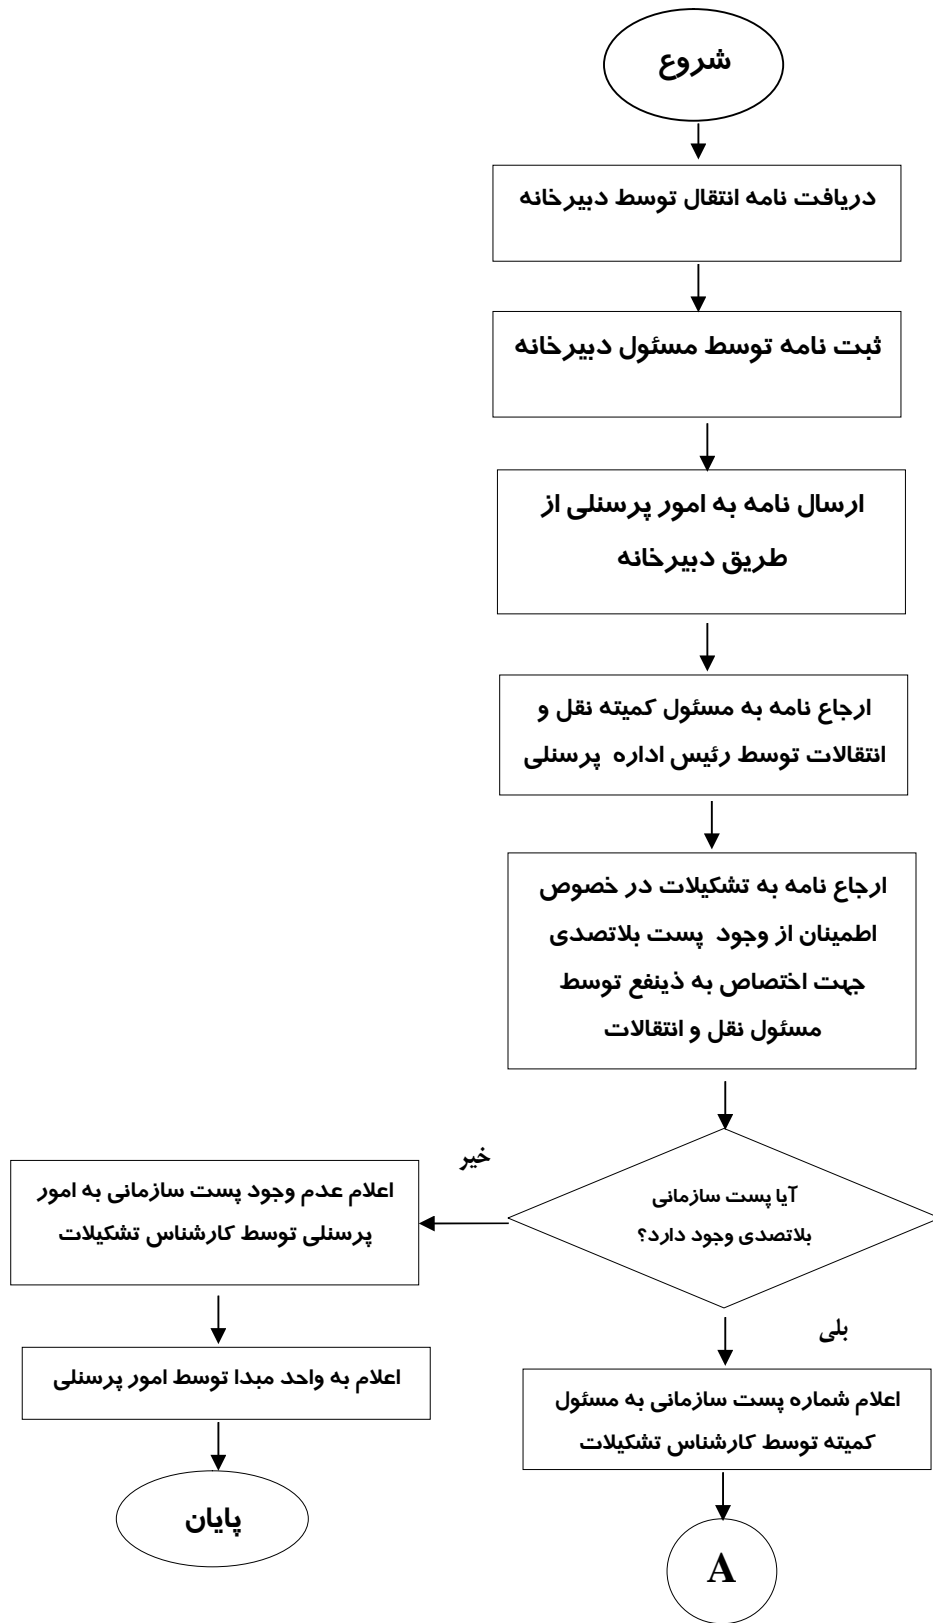 شروع
دریافت نامه انتقال توسط دبیرخانه
ثبت نامه توسط مسئول دبیرخانه
ارسال نامه به امور پرسنلی از
طریق دبیرخانه
ارجاع نامه به مسئول کمیته نقل و
انتقالات توسط رئیس اداره پرسنلی
ارجاع نامه به تشکیلات در خصوص
اطمینان از وجود پست بلاتصدی
جهت اختصاص به ذینفع توسط
مسئول نقل و انتقالات
آیا پست سازمانی
بلاتصدی وجود دارد؟
خیر
اعلام عدم وجود پست سازمانی به امور
پرسنلی توسط کارشناس تشکیلات
اعلام به واحد مبدا توسط امور پرسنلی
پایان
بلی
اعلام شماره پست سازمانی به مسئول
کمیته توسط کارشناس تشکیلات
A